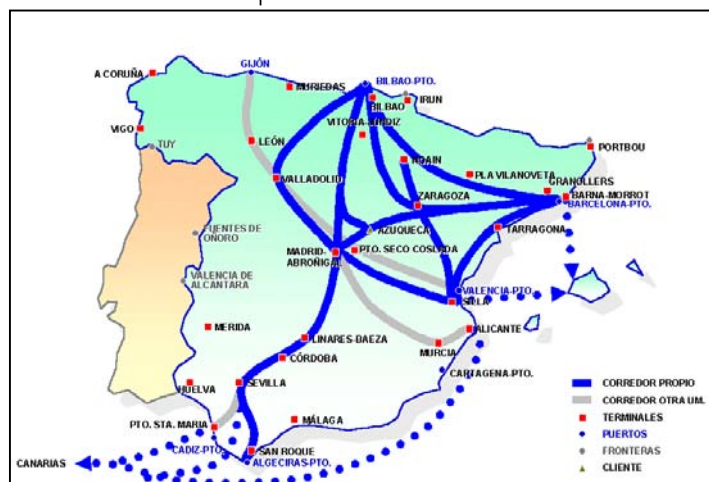 GIJÓN
A CORUÑA
MURIEDAS
BILBAO-PTO.
BILBAO
IRUN
VIGO
TUY
LEÓN
VITORIA-JUNDIZ
NOAIN
PLA VILANOVETA
PORTBOU
GRANOLLERS
BARNA-MORROT
BARCELONA-PTO.
VALLADOLID
ZARAGOZA
TARRAGONA
AZUQUECA
FUENTES DE
OÑORO
MADRID-
ABROÑIGAL
PTO. SECO COSLADA
VALENCIA DE
ALCANTARA
VALENCIA-PTO.
SILLA
MERIDA
LINARES-BAEZA
ALICANTE
MURCIA
CÓRDOBA
CARTAGENA-PTO.
HUELVA
SEVILLA
PTO. STA. MARIA
MÁLAGA
CADIZ-PTO.
SAN ROQUE
ALGECIRAS-PTO.
CANARIAS
CORREDOR PROPIO
CORREDOR OTRA UM.
TERMINALES
PUERTOS
FRONTERAS
CLIENTE